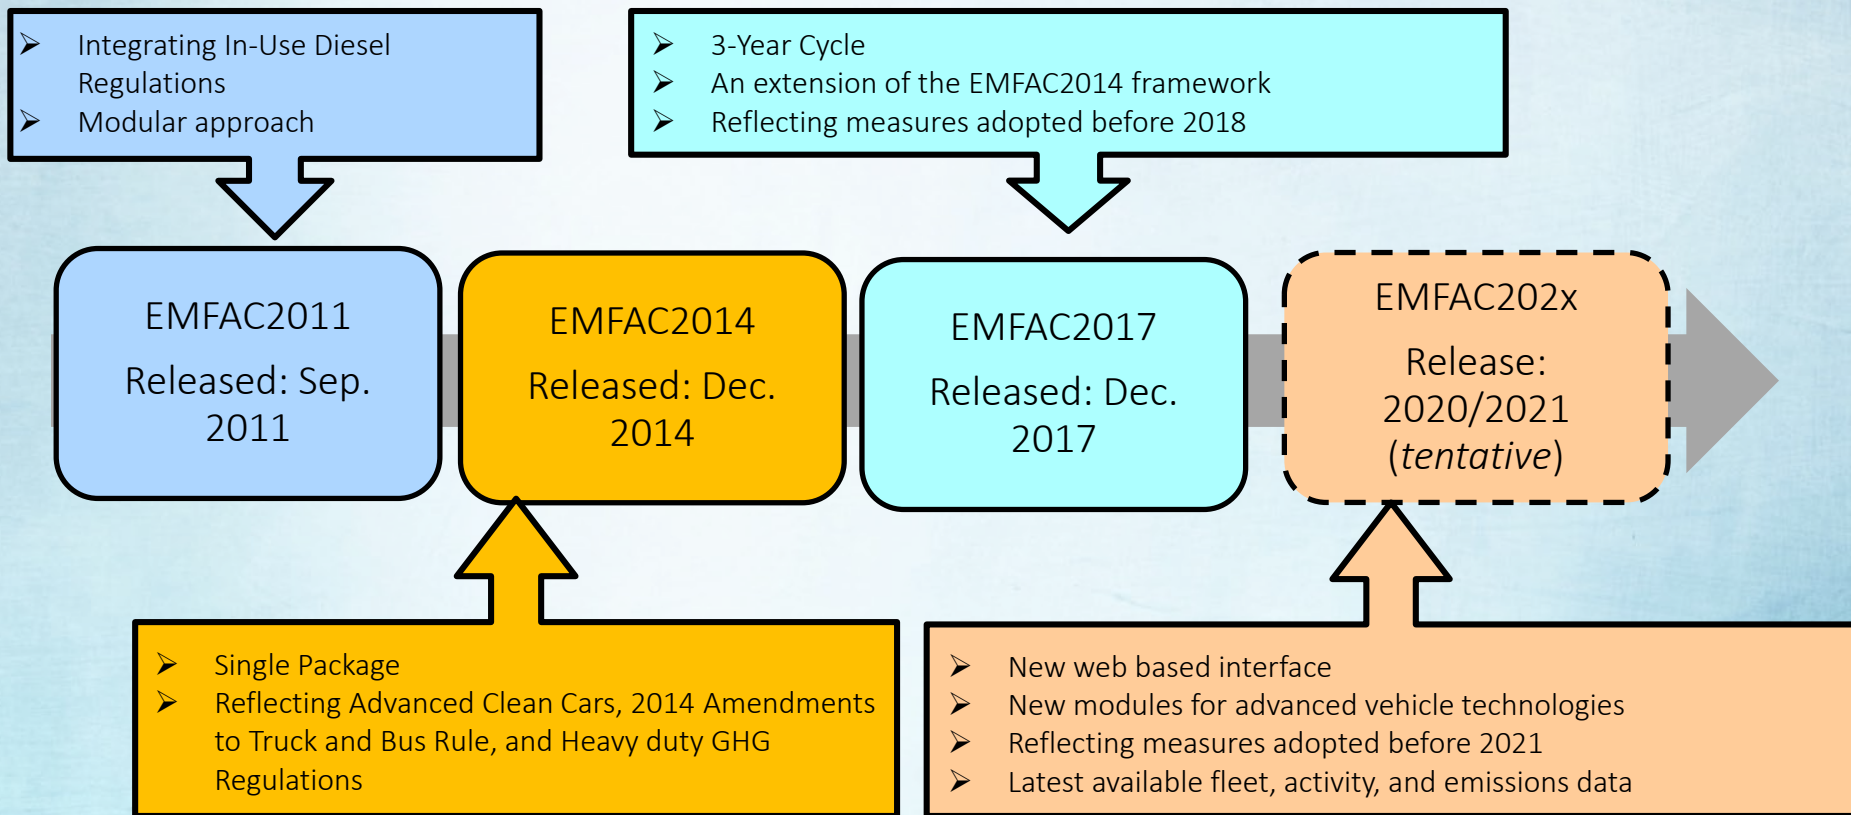 ➢ Integrating In-Use Diesel
Regulations
➢ Modular approach
➢ 3-Year Cycle
➢ An extension of the EMFAC2014 framework
➢ Reflecting measures adopted before 2018
EMFAC2011
Released: Sep.
2011
EMFAC2014
Released: Dec.
2014
EMFAC2017
Released: Dec.
2017
EMFAC202x
Release:
2020/2021
(tentative)
➢ Single Package
➢ Reflecting Advanced Clean Cars, 2014 Amendments
to Truck and Bus Rule, and Heavy duty GHG
Regulations
➢ New web based interface
➢ New modules for advanced vehicle technologies
➢ Reflecting measures adopted before 2021
➢ Latest available fleet, activity, and emissions data